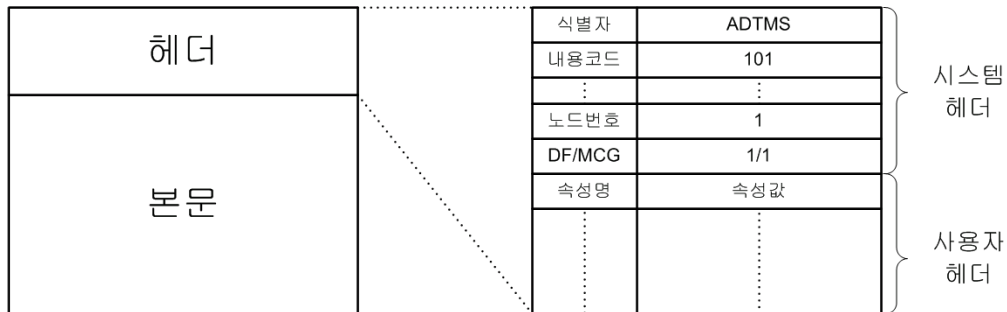 헤더
본문
식별자 ADTMS
내용코드 101
⋮ ⋮
노드번호 1
DF/MCG 1/1
속성명 속성값
시스템
헤더
사용자
헤더